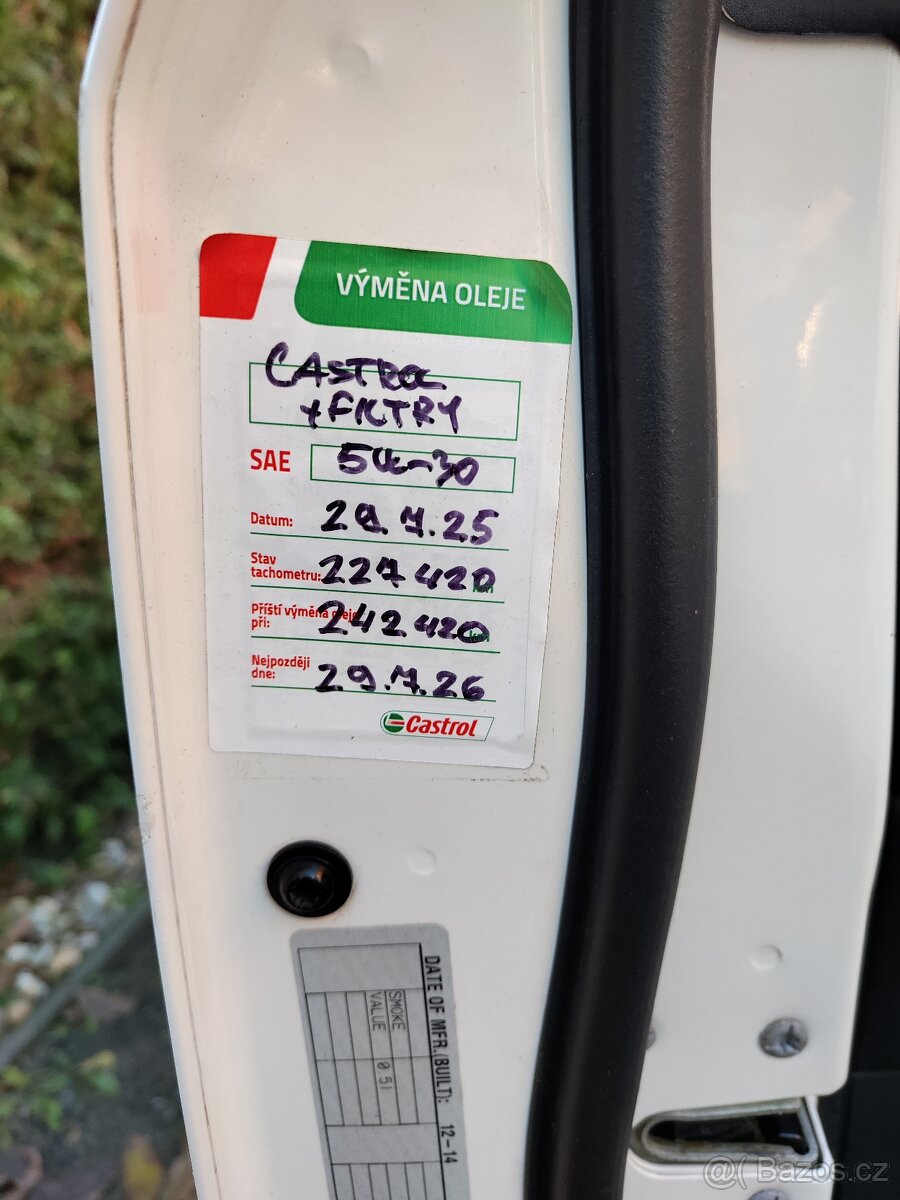 VÝMĚNA OLEJE
CASTROL
+FILTRY
SAE 5W-30
Datum: 29.7.25
Stav tachometru: 227 420 km
Příští výměna oleje při: 242 420 km
Nejpozději dne: 29.7.26
Castrol
DATE OF MFR.(BUILT): 12-14
SMOKE VALUE 0 51
@( Bazos.cz